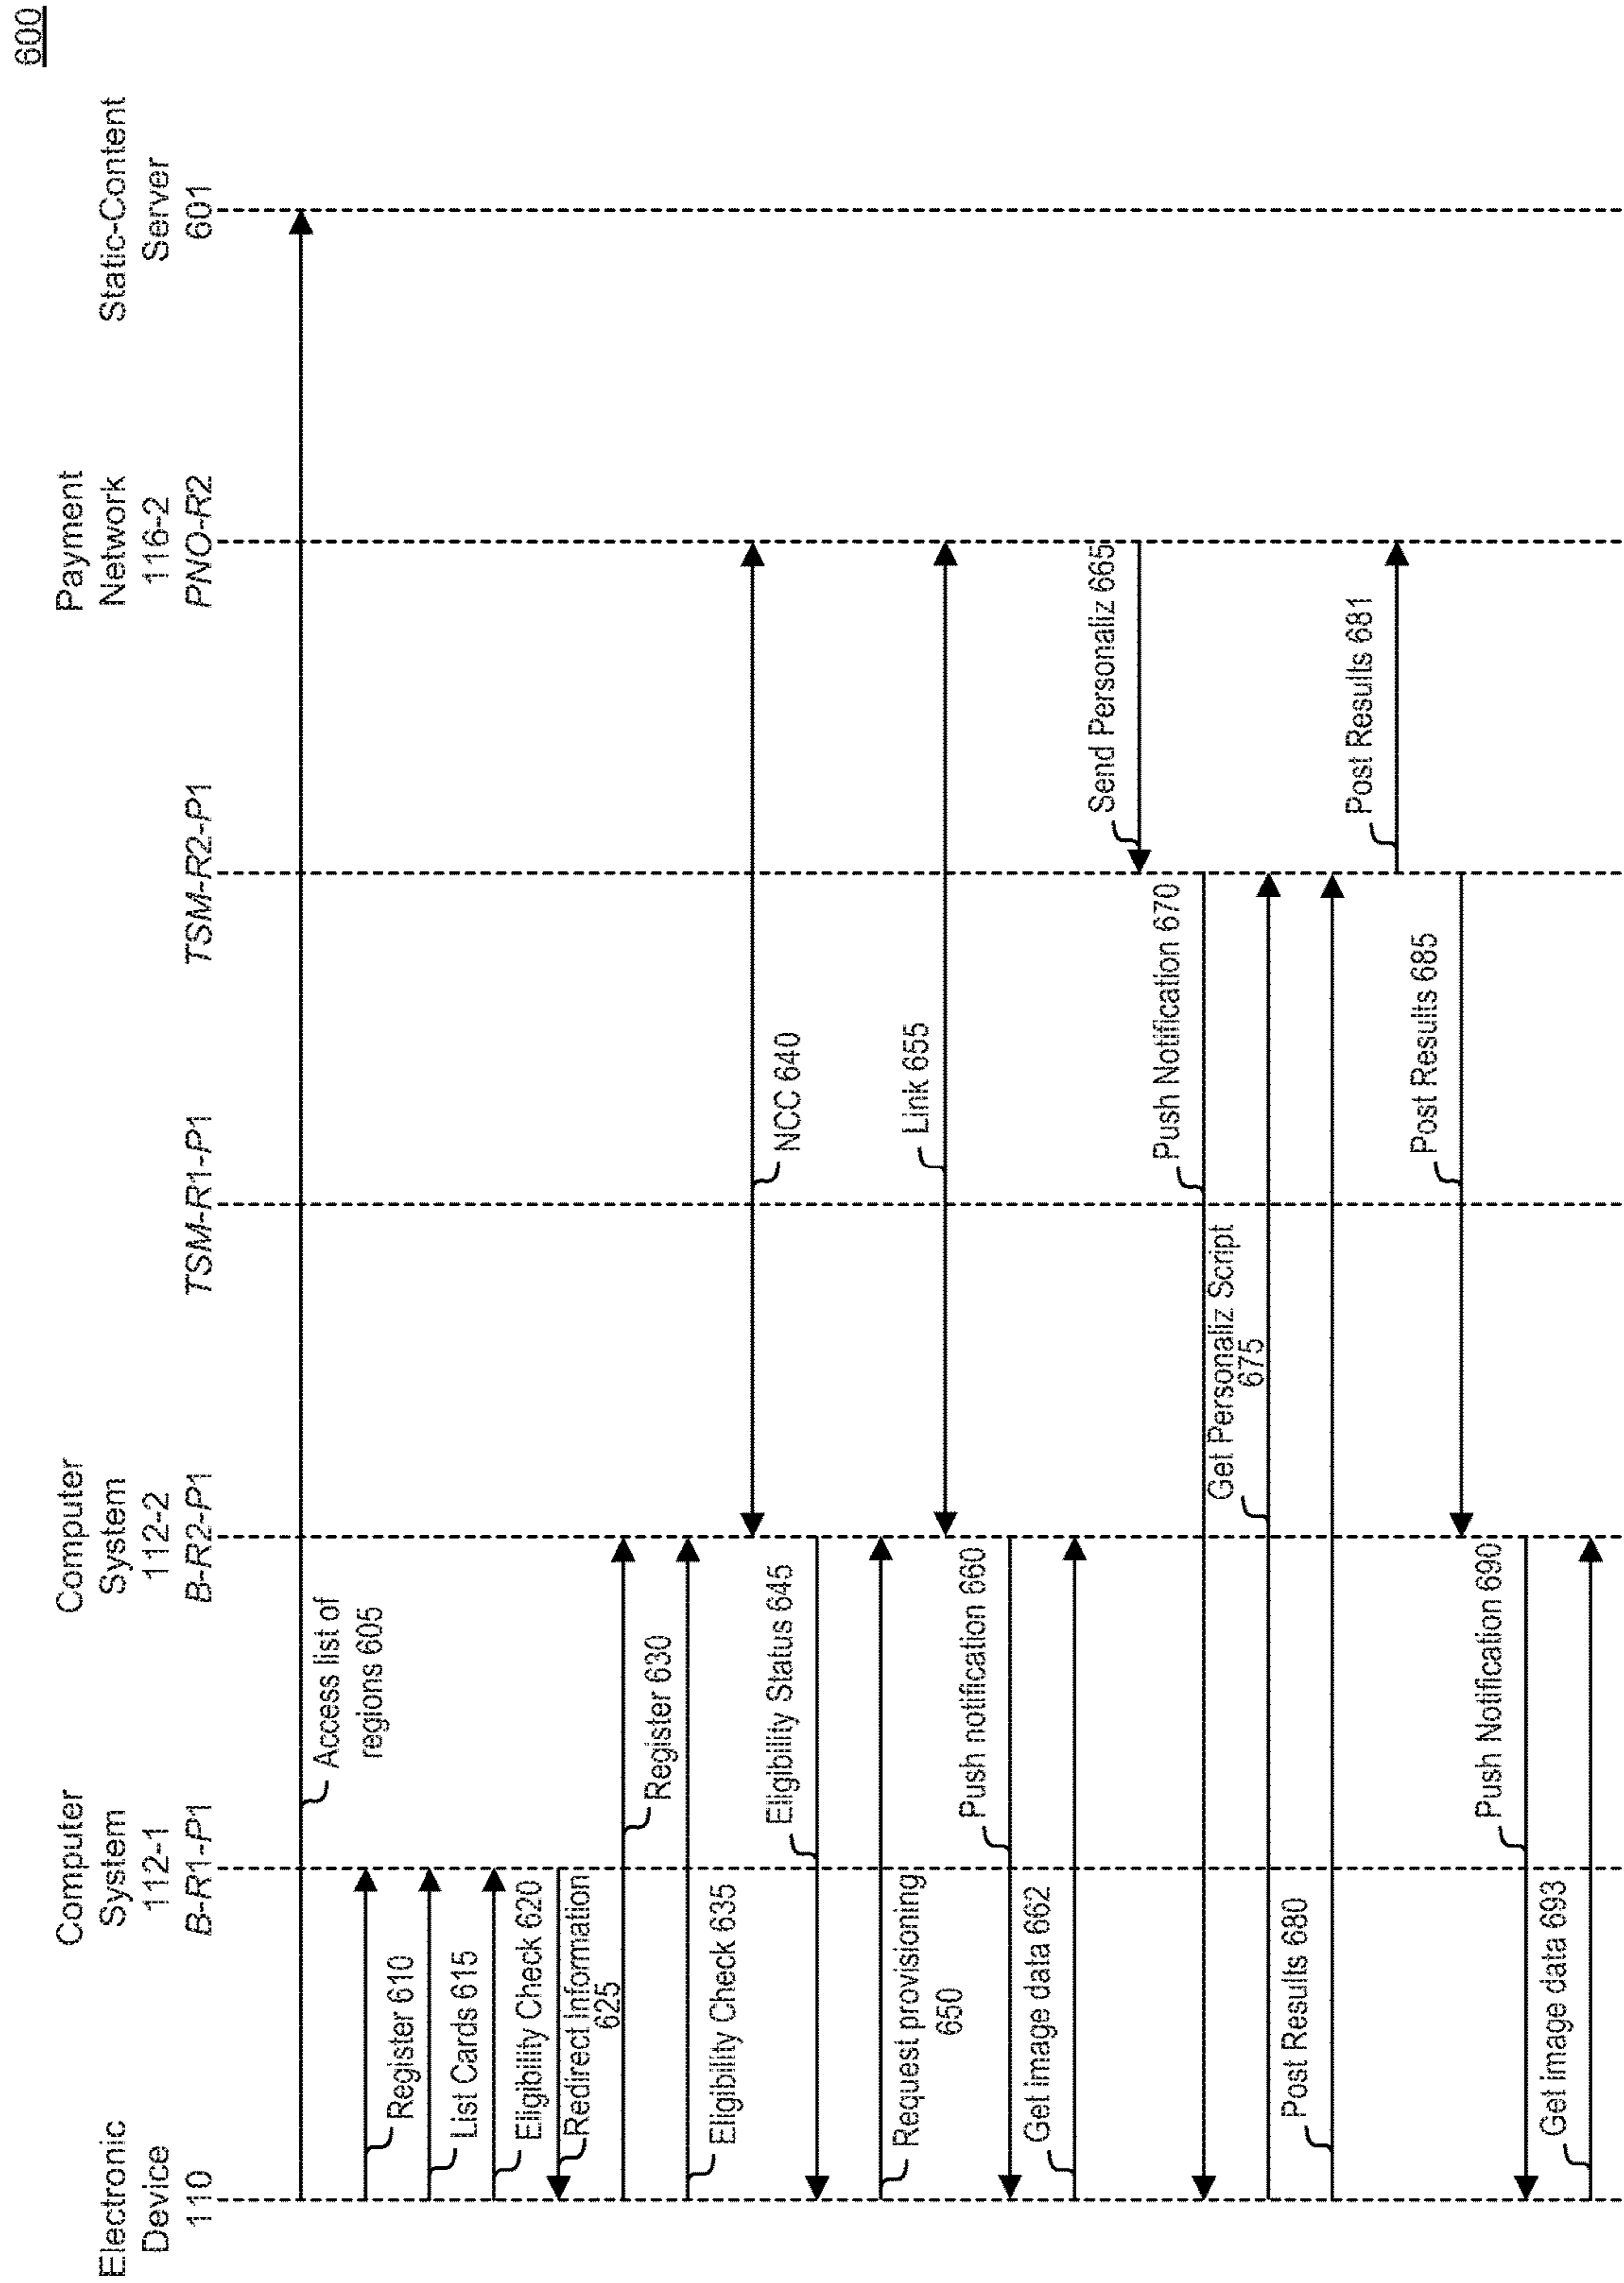 600
Electronic
Device
110
Computer
System
112-1
B-R1-P1
Computer
System
112-2
B-R2-P1
TSM-R1-P1
TSM-R2-P1
Payment
Network
116-2
PNO-R2
Static-Content
Server
601
Access list of
regions 605
Register 610
List Cards 615
Eligibility Check 620
Redirect Information
625
Register 630
Eligibility Check 635
NCC 640
Eligibility Status 645
Request provisioning
650
Link 655
Push notification 660
Get image data 662
Send Personaliz 665
Push Notification 670
Get Personaliz Script
675
Post Results 680
Post Results 681
Post Results 685
Push Notification 690
Get image data 693